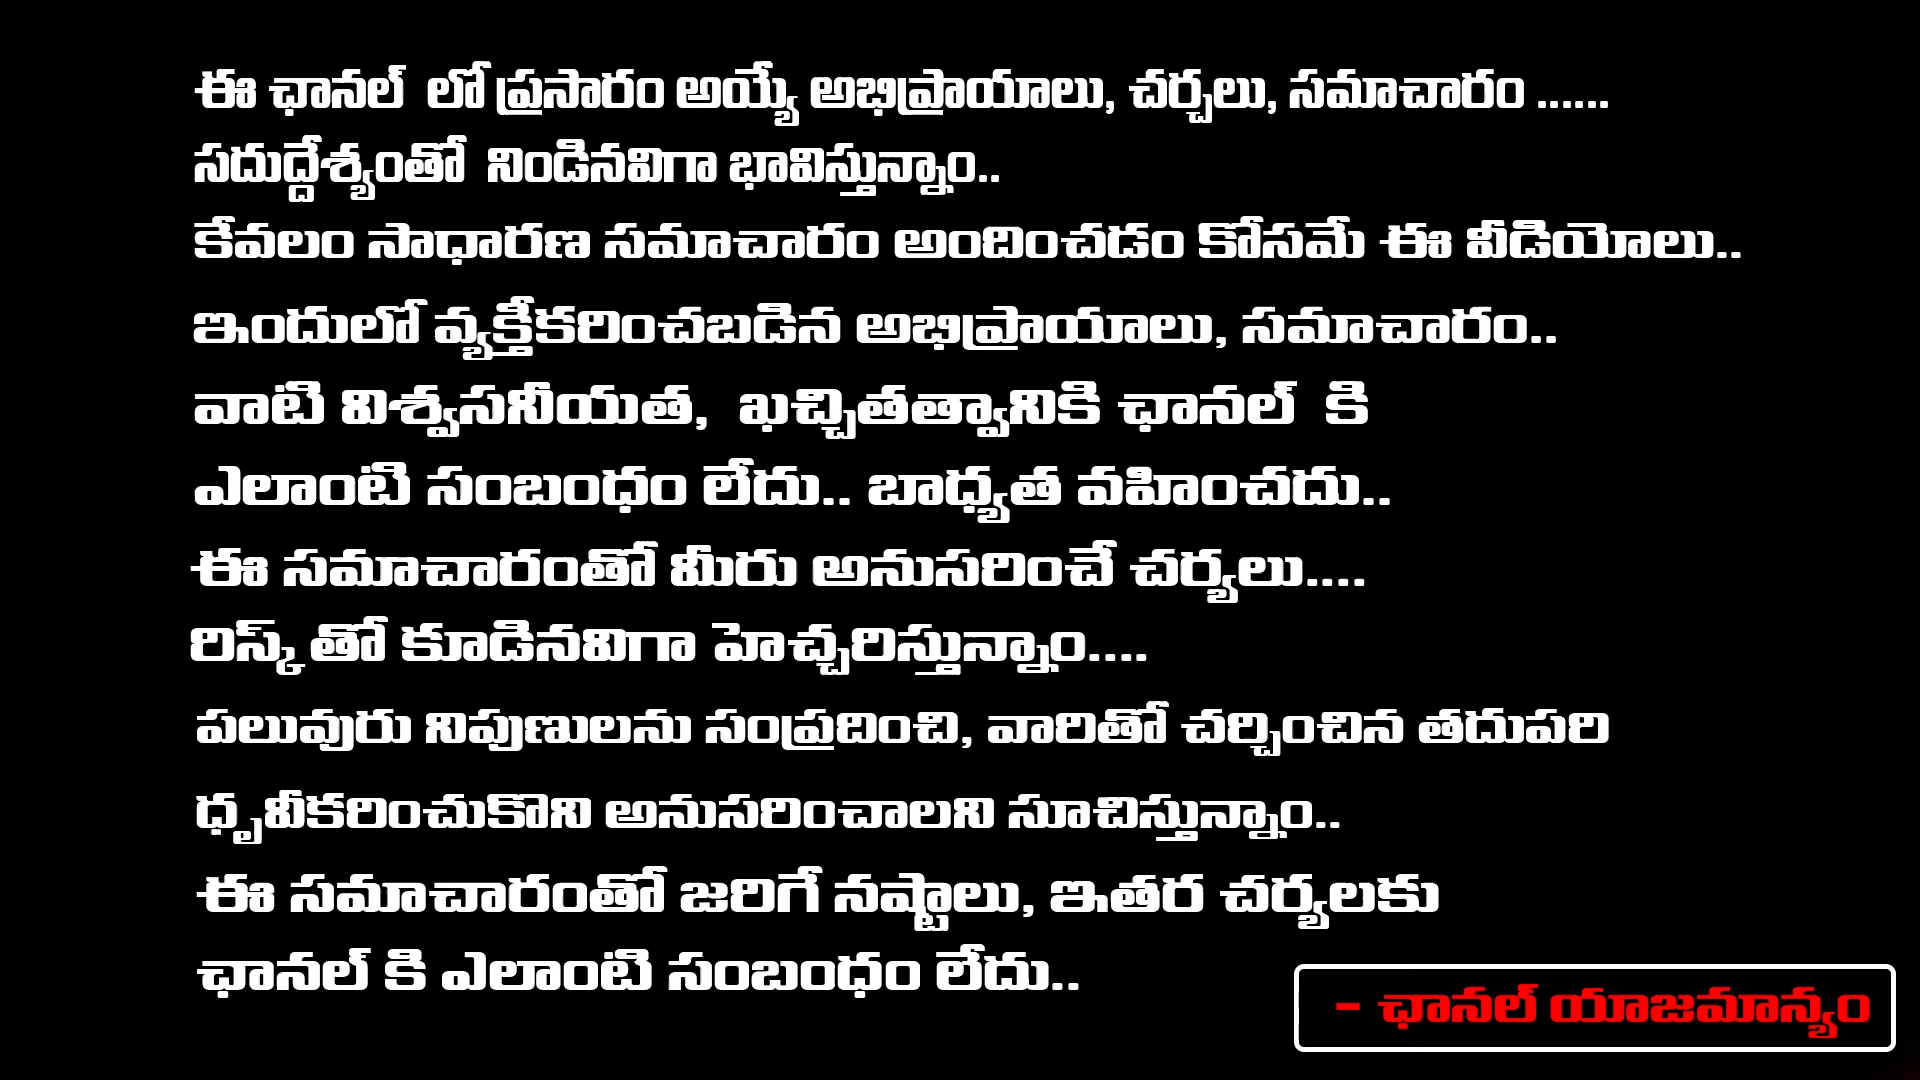 ఈ ఛానల్ లో ప్రసారం అయ్యే అభిప్రాయాలు, చర్చలు, సమాచారం ......
సదుద్దేశ్యంతో నిండినవిగా భావిస్తున్నాం..
కేవలం సాధారణ సమాచారం అందించడం కోసమే ఈ వీడియోలు..
ఇందులో వ్యక్తీకరించబడిన అభిప్రాయాలు, సమాచారం..
వాటి విశ్వసనీయత, ఖచ్చితత్వానికి ఛానల్ కి
ఎలాంటి సంబంధం లేదు.. బాధ్యత వహించదు..
ఈ సమాచారంతో మీరు అనుసరించే చర్యలు....
రిస్క్ తో కూడినవిగా హెచ్చరిస్తున్నాం....
పలువురు నిపుణులను సంప్రదించి, వారితో చర్చించిన తదుపరి
ధృవీకరించుకొని అనుసరించాలని సూచిస్తున్నాం..
ఈ సమాచారంతో జరిగే నష్టాలు, ఇతర చర్యలకు
ఛానల్ కి ఎలాంటి సంబంధం లేదు..
- ఛానల్ యాజమాన్యం